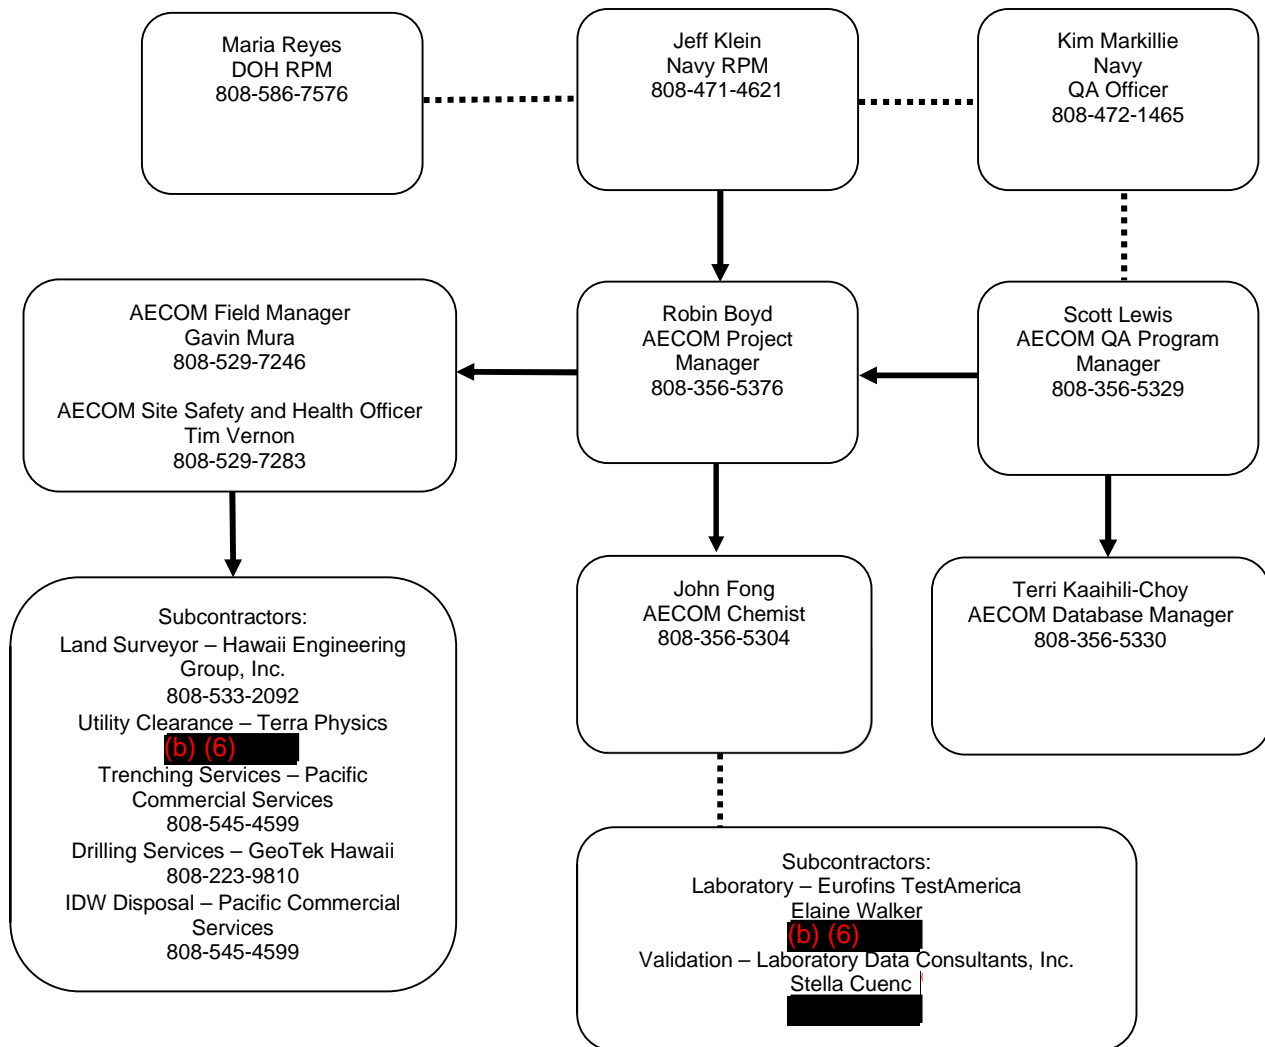 Maria Reyes
DOH RPM
808-586-7576
Jeff Klein
Navy RPM
808-471-4621
Kim Markillie
Navy
QA Officer
808-472-1465
AECOM Field Manager
Gavin Mura
808-529-7246
AECOM Site Safety and Health Officer
Tim Vernon
808-529-7283
Robin Boyd
AECOM Project
Manager
808-356-5376
Scott Lewis
AECOM QA Program
Manager
808-356-5329
Subcontractors:
Land Surveyor – Hawaii Engineering
Group, Inc.
808-533-2092
Utility Clearance – Terra Physics
(b) (6)
Trenching Services – Pacific
Commercial Services
808-545-4599
Drilling Services – GeoTek Hawaii
808-223-9810
IDW Disposal – Pacific Commercial
Services
808-545-4599
John Fong
AECOM Chemist
808-356-5304
Terri Kaaihili-Choy
AECOM Database Manager
808-356-5330
Subcontractors:
Laboratory – Eurofins TestAmerica
Elaine Walker
(b) (6)
Validation – Laboratory Data Consultants, Inc.
Stella Cuenc